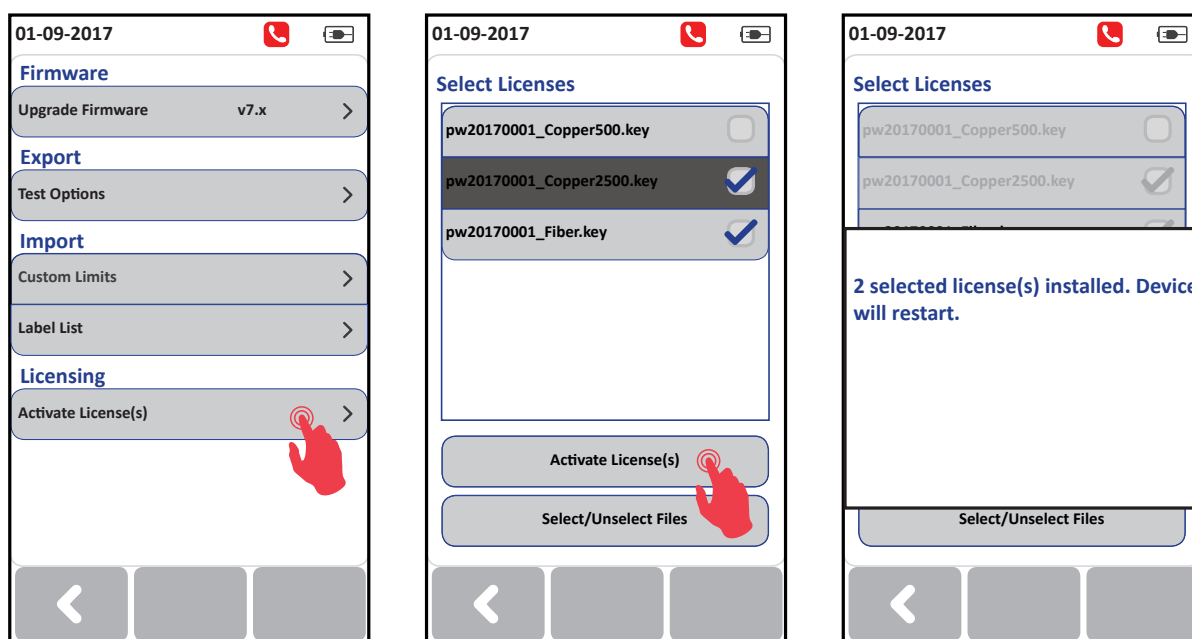 01-09-2017
Firmware
Upgrade Firmware v7.x
Export
Test Options
Import
Custom Limits
Label List
Licensing
Activate License(s)
01-09-2017
Select Licenses
pw20170001_Copper500.key
pw20170001_Copper2500.key
pw20170001_Fiber.key
Activate License(s)
Select/Unselect Files
01-09-2017
Select Licenses
pw20170001_Copper500.key
pw20170001_Copper2500.key
2 selected license(s) installed. Device
will restart.
Select/Unselect Files